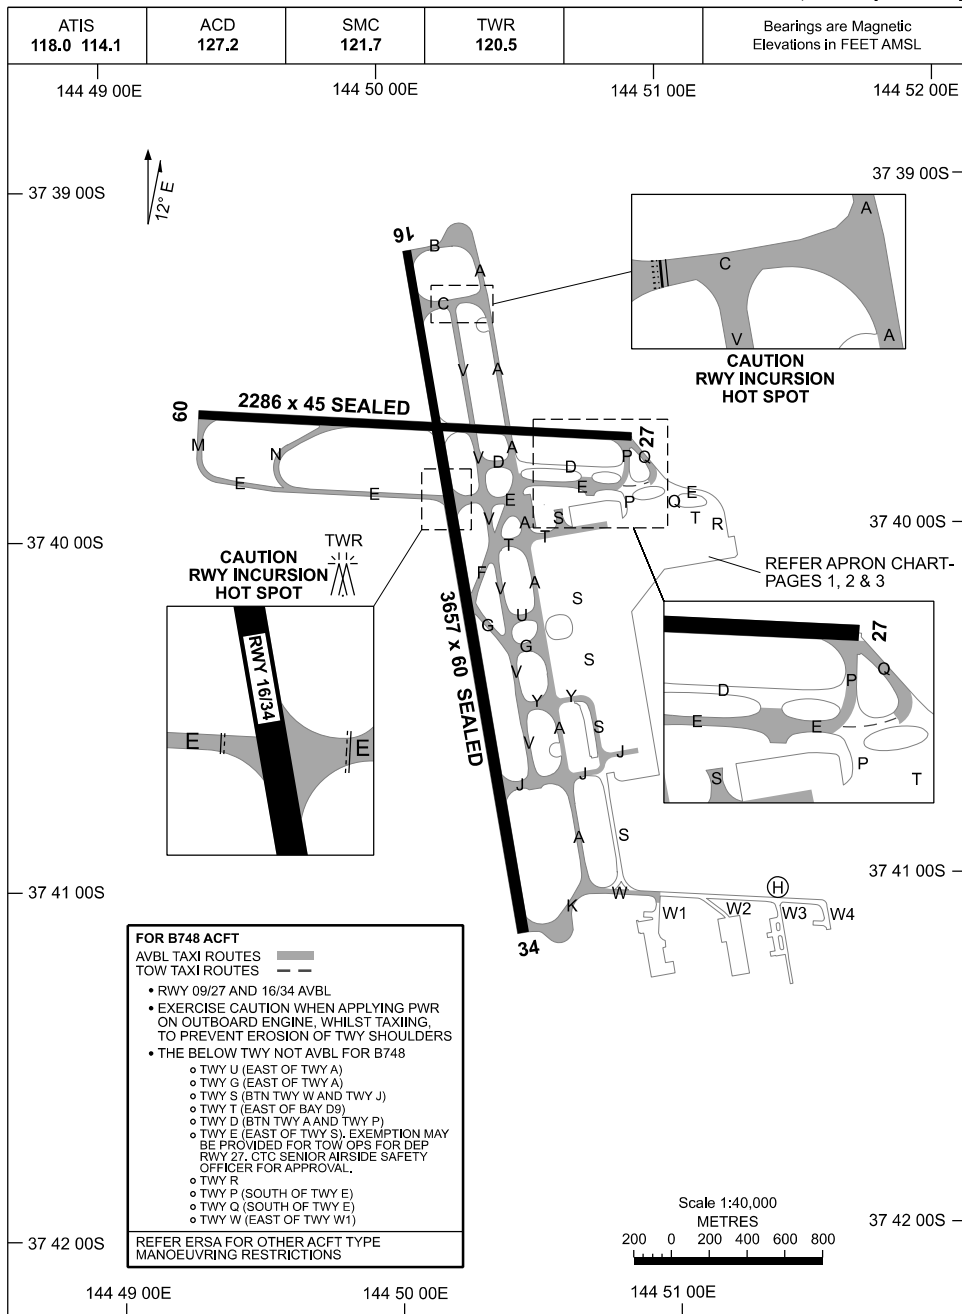 ATIS
118.0 114.1
ACD
127.2
SMC
121.7
TWR
120.5
Bearings are Magnetic
Elevations in FEET AMSL
144 49 00E
144 50 00E
144 51 00E
144 52 00E
37 39 00S
37 39 00S
12° E
16
B
A
C
V
A
A
C
V
A
CAUTION
RWY INCURSION
HOT SPOT
09
2286 x 45 SEALED
27
M
N
E
E
V
D
A
E
D
E
P
Q
P
Q
E
T
R
V
A
S
T
T
37 40 00S
37 40 00S
CAUTION
RWY INCURSION
HOT SPOT
TWR
REFER APRON CHART-
PAGES 1, 2 & 3
F
V
A
S
U
G
G
S
V
Y
Y
A
S
V
J
J
J
3657 x 60 SEALED
RWY 16/34
E
E
27
P
Q
D
E
E
P
S
T
A
S
37 41 00S
37 41 00S
K
W
W1
W2
H
W3
W4
34
FOR B748 ACFT
AVBL TAXI ROUTES
TOW TAXI ROUTES
• RWY 09/27 AND 16/34 AVBL
• EXERCISE CAUTION WHEN APPLYING PWR
ON OUTBOARD ENGINE, WHILST TAXIING,
TO PREVENT EROSION OF TWY SHOULDERS
• THE BELOW TWY NOT AVBL FOR B748
o TWY U (EAST OF TWY A)
o TWY G (EAST OF TWY A)
o TWY S (BTN TWY W AND TWY J)
o TWY T (EAST OF BAY D9)
o TWY D (BTN TWY A AND TWY P)
o TWY E (EAST OF TWY S). EXEMPTION MAY
BE PROVIDED FOR TOW OPS FOR DEP
RWY 27. CTC SENIOR AIRSIDE SAFETY
OFFICER FOR APPROVAL.
o TWY R
o TWY P (SOUTH OF TWY E)
o TWY Q (SOUTH OF TWY E)
o TWY W (EAST OF TWY W1)
REFER ERSA FOR OTHER ACFT TYPE
MANOEUVRING RESTRICTIONS
Scale 1:40,000
METRES
200 0 200 400 600 800
37 42 00S
37 42 00S
144 49 00E
144 50 00E
144 51 00E